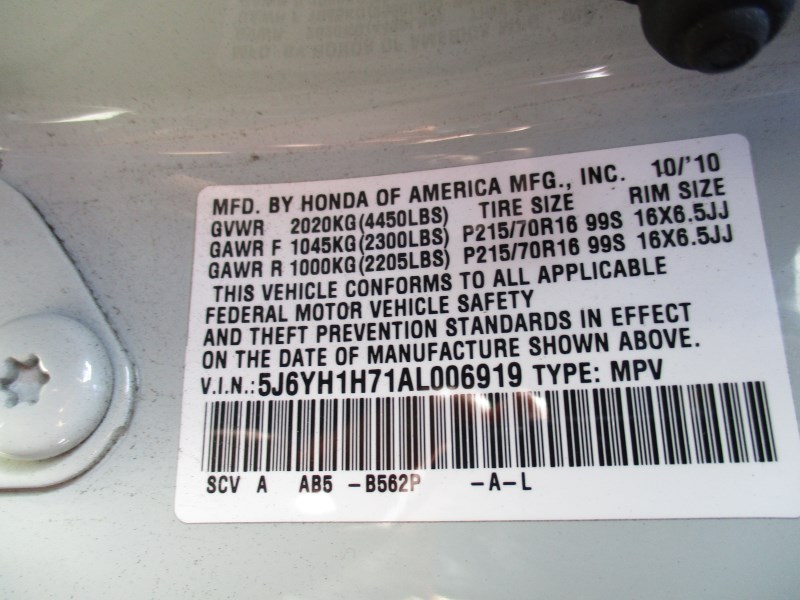 MFD. BY HONDA OF AMERICA MFG., INC. 10/'10
GVWR 2020KG(4450LBS) TIRE SIZE RIM SIZE
GAWR F 1045KG(2300LBS) P215/70R16 99S 16X6.5JJ
GAWR R 1000KG(2205LBS) P215/70R16 99S 16X6.5JJ
THIS VEHICLE CONFORMS TO ALL APPLICABLE
FEDERAL MOTOR VEHICLE SAFETY
AND THEFT PREVENTION STANDARDS IN EFFECT
ON THE DATE OF MANUFACTURE SHOWN ABOVE.
V.I.N.:5J6YH1H71AL006919 TYPE: MPV
SCV A AB5 -B562P -A-L